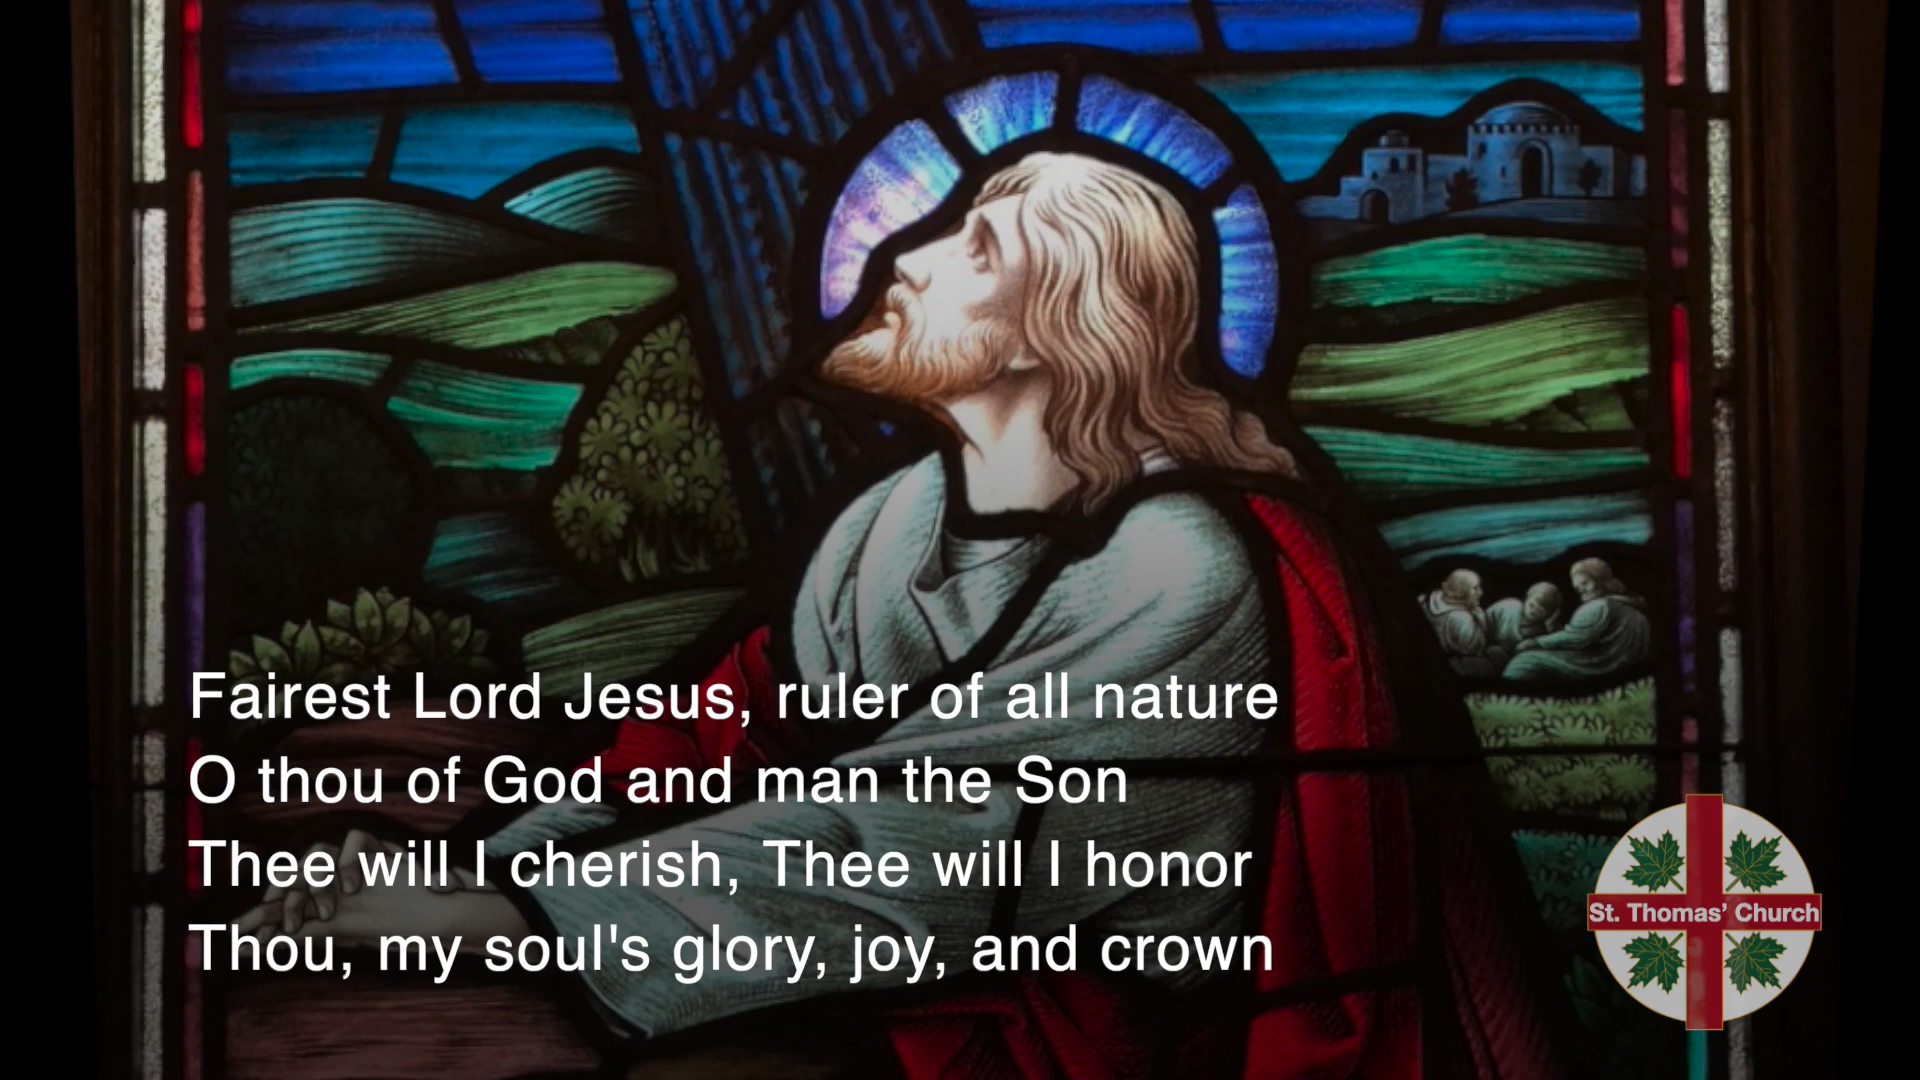 Fairest Lord Jesus, ruler of all nature
O thou of God and man the Son
Thee will I cherish, Thee will I honor
Thou, my soul's glory, joy, and crown
St. Thomas’ Church